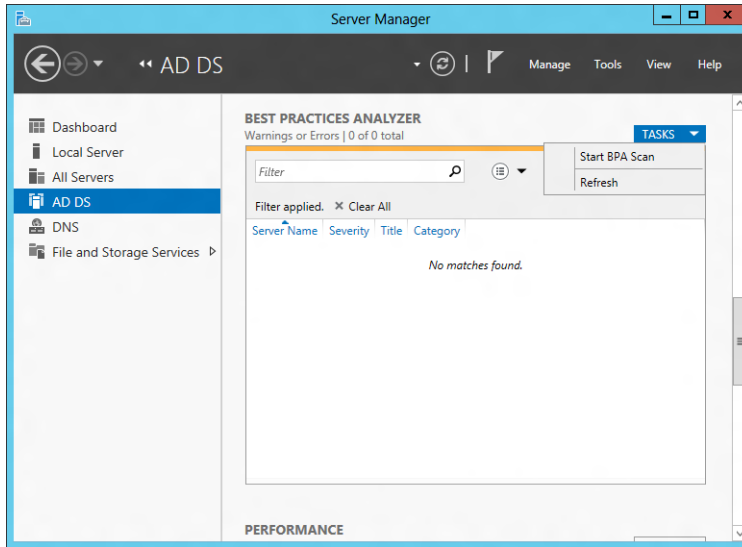 Server Manager
AD DS
Manage Tools View Help
Dashboard
Local Server
All Servers
AD DS
DNS
File and Storage Services
BEST PRACTICES ANALYZER
Warnings or Errors | 0 of 0 total
TASKS
Start BPA Scan
Refresh
Filter
Filter applied. Clear All
Server Name Severity Title Category
No matches found.
PERFORMANCE